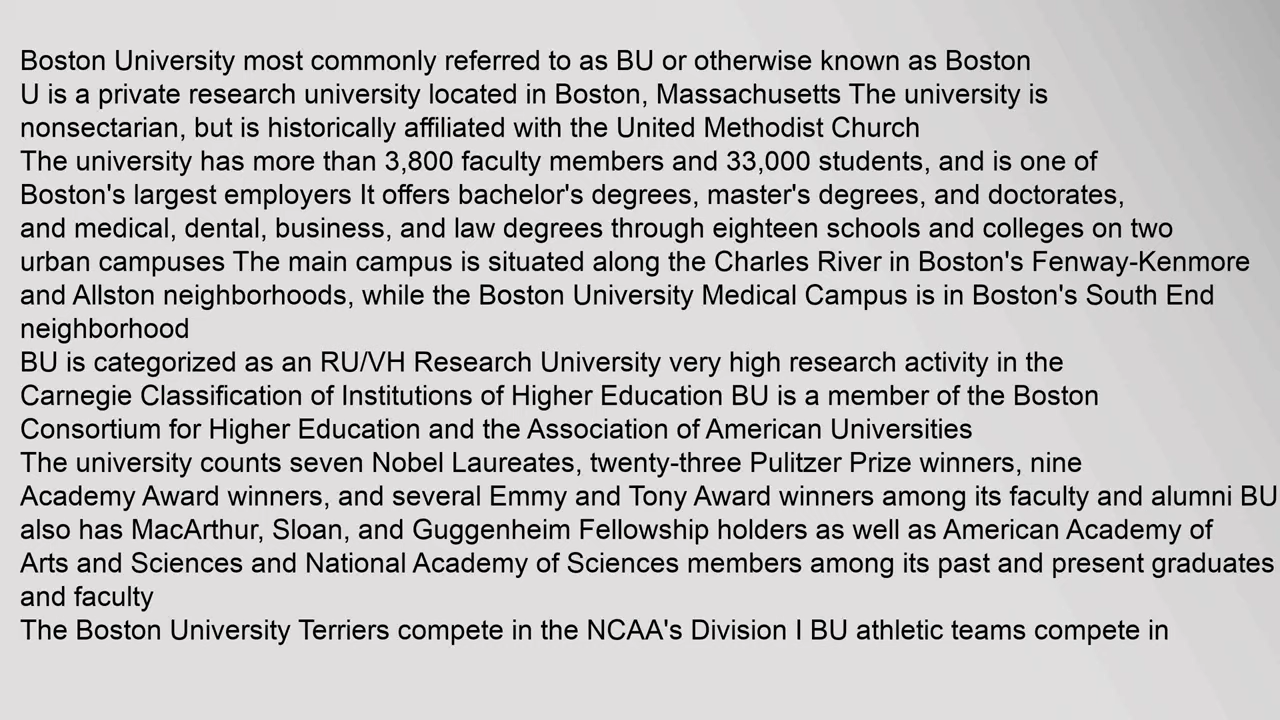 Boston University most commonly referred to as BU or otherwise known as Boston
U is a private research university located in Boston, Massachusetts The university is
nonsectarian, but is historically affiliated with the United Methodist Church
The university has more than 3,800 faculty members and 33,000 students, and is one of
Boston's largest employers It offers bachelor's degrees, master's degrees, and doctorates,
and medical, dental, business, and law degrees through eighteen schools and colleges on two
urban campuses The main campus is situated along the Charles River in Boston's Fenway-Kenmore
and Allston neighborhoods, while the Boston University Medical Campus is in Boston's South End
neighborhood
BU is categorized as an RU/VH Research University very high research activity in the
Carnegie Classification of Institutions of Higher Education BU is a member of the Boston
Consortium for Higher Education and the Association of American Universities
The university counts seven Nobel Laureates, twenty-three Pulitzer Prize winners, nine
Academy Award winners, and several Emmy and Tony Award winners among its faculty and alumni BU
also has MacArthur, Sloan, and Guggenheim Fellowship holders as well as American Academy of
Arts and Sciences and National Academy of Sciences members among its past and present graduates
and faculty
The Boston University Terriers compete in the NCAA's Division I BU athletic teams compete in